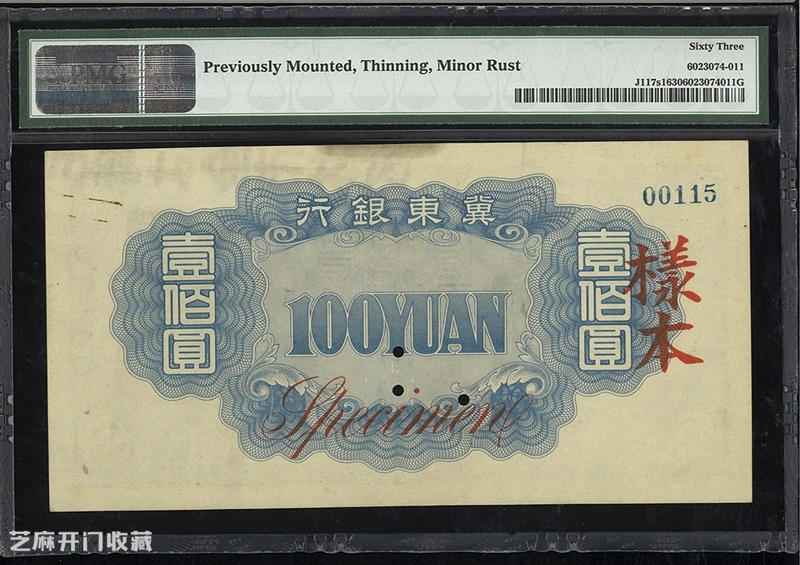 PMG
Previously Mounted, Thinning, Minor Rust
Sixty Three
6023074-011
J117s16306023074011G
00115
行銀東冀
壹佰圓
壹佰圓
樣本
100YUAN
Specimen
芝麻开门收藏